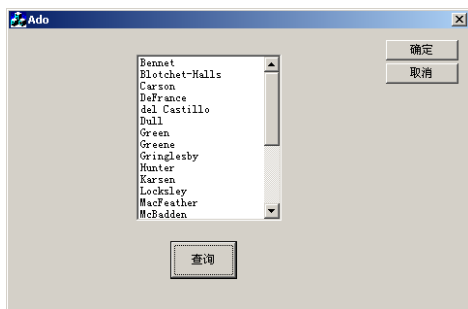 Ado
确定
取消
Bennet
Blotchet-Halls
Carson
DeFrance
del Castillo
Dull
Green
Greene
Gringlesby
Hunter
Karsen
Locksley
MacFeather
McBadden
查询